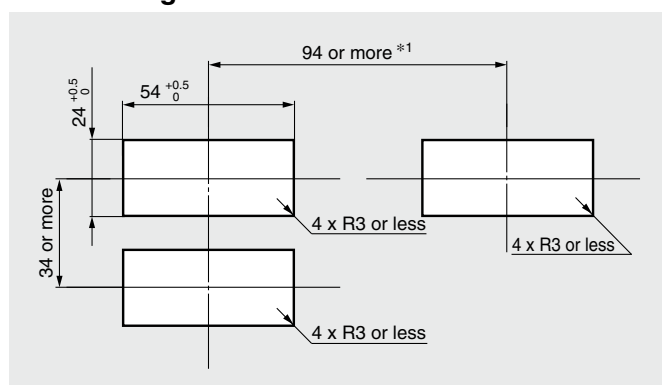 94 or more *1
54 +0.5 0
24 +0.5 0
34 or more
4 x R3 or less
4 x R3 or less
4 x R3 or less